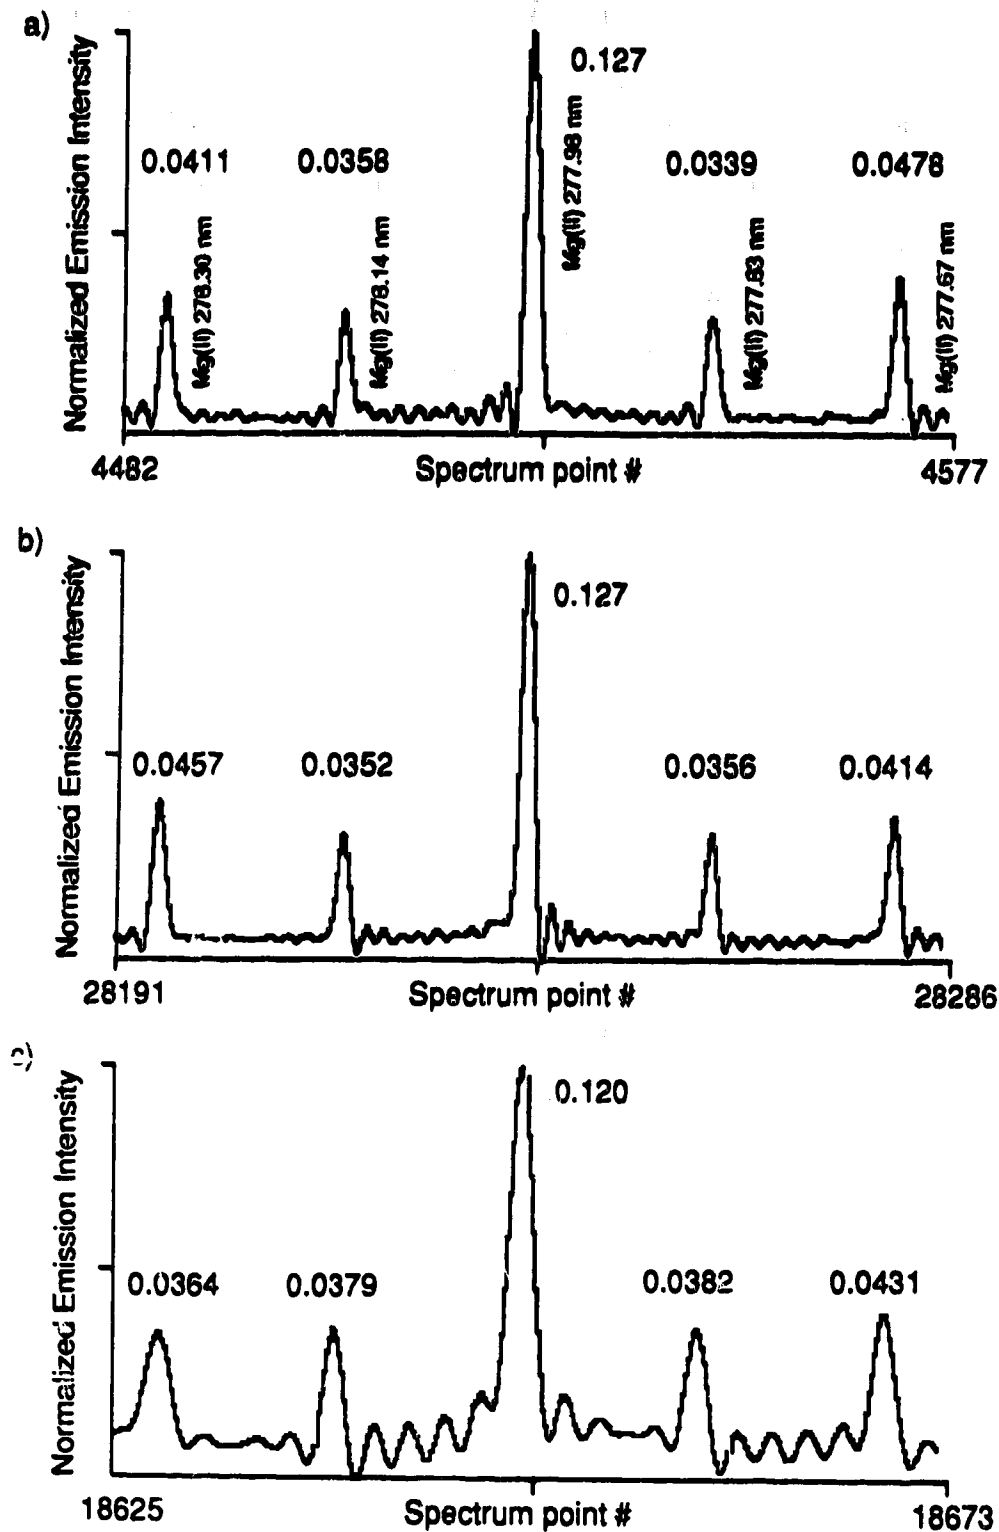 a)
Normalized Emission Intensity
0.0411
0.0358
0.127
0.0339
0.0478
Mg(II) 278.30 nm
Mg(II) 278.14 nm
Mg(II) 277.98 nm
Mg(II) 277.83 nm
Mg(II) 277.67 nm
4482
Spectrum point #
4577
b)
Normalized Emission Intensity
0.0457
0.0352
0.127
0.0356
0.0414
28191
Spectrum point #
28286
c)
Normalized Emission Intensity
0.0364
0.0379
0.120
0.0382
0.0431
18625
Spectrum point #
18673